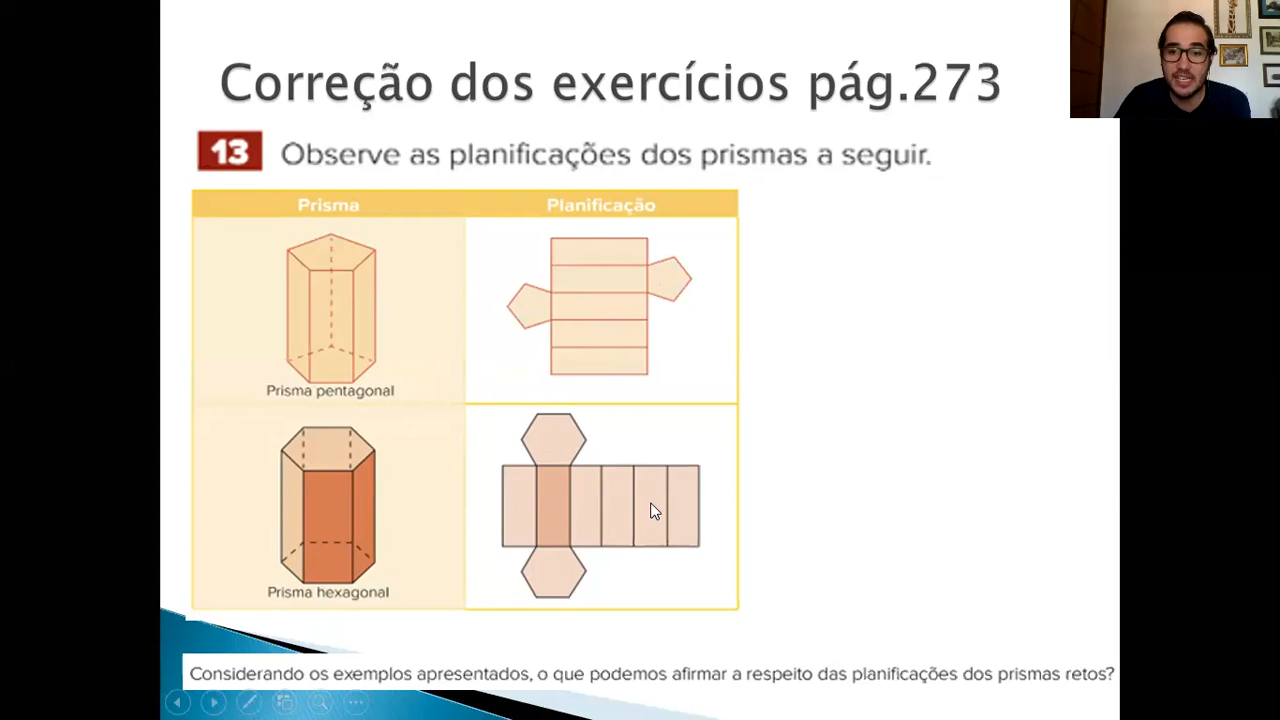 Correção dos exercícios pág.273
13 Observe as planificações dos prismas a seguir.
Prisma Planificação
Prisma pentagonal
Prisma hexagonal
Considerando os exemplos apresentados, o que podemos afirmar a respeito das planificações dos prismas retos?